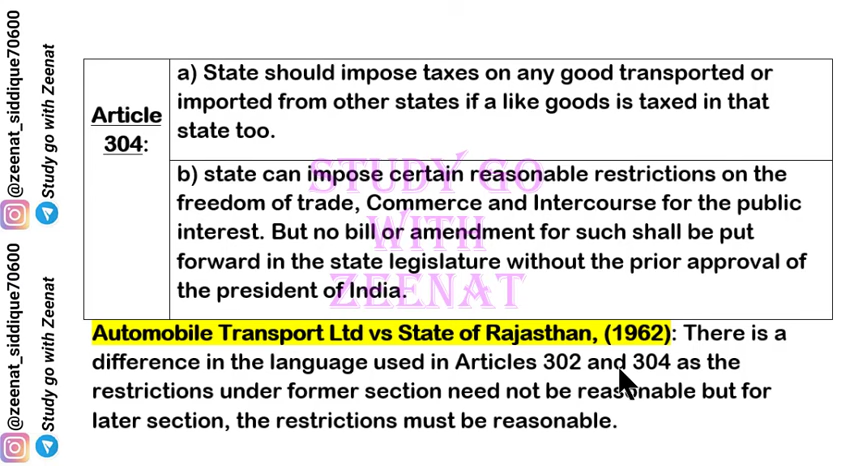 @zeenat_siddique70600
Study go with Zeenat
@zeenat_siddique70600
Study go with Zeenat
Article
304:
a) State should impose taxes on any good transported or
imported from other states if a like goods is taxed in that
state too.
b) state can impose certain reasonable restrictions on the
freedom of trade, Commerce and Intercourse for the public
interest. But no bill or amendment for such shall be put
forward in the state legislature without the prior approval of
the president of India.
STUDY GO
WITH
ZEENAT
Automobile Transport Ltd vs State of Rajasthan, (1962): There is a
difference in the language used in Articles 302 and 304 as the
restrictions under former section need not be reasonable but for
later section, the restrictions must be reasonable.